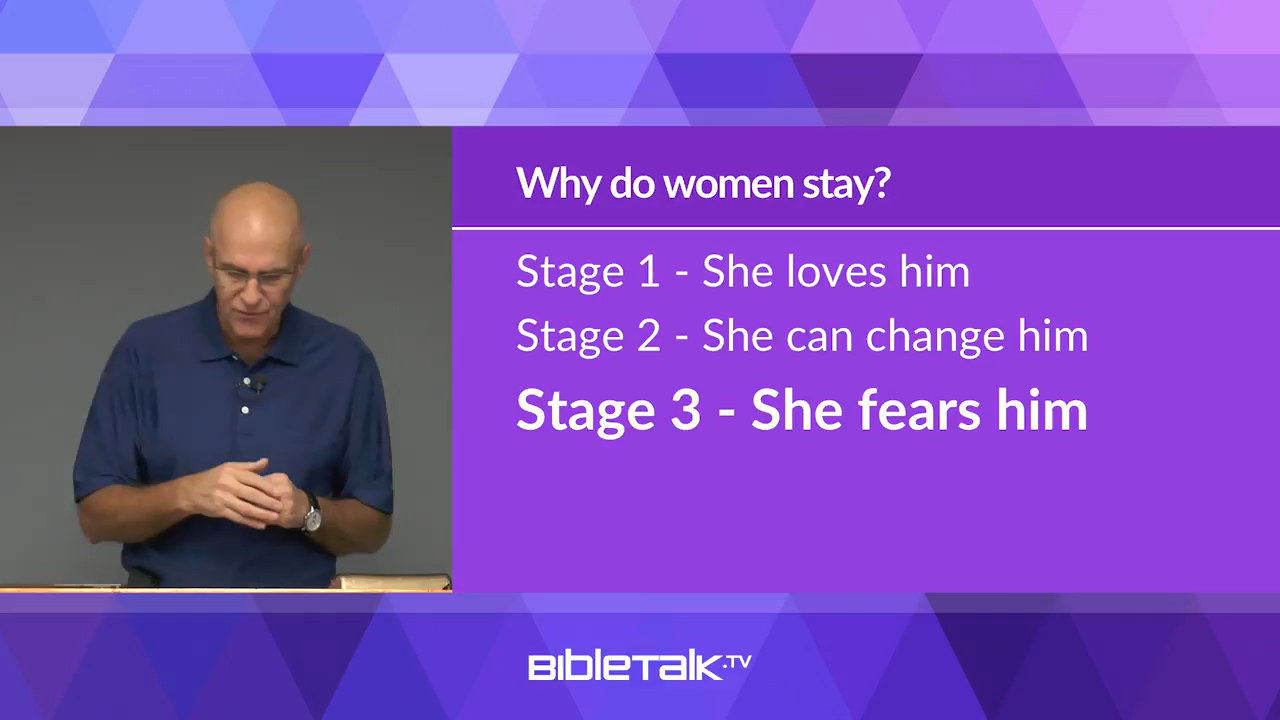 Why do women stay?
Stage 1 - She loves him
Stage 2 - She can change him
Stage 3 - She fears him
BIBLETALK.TV